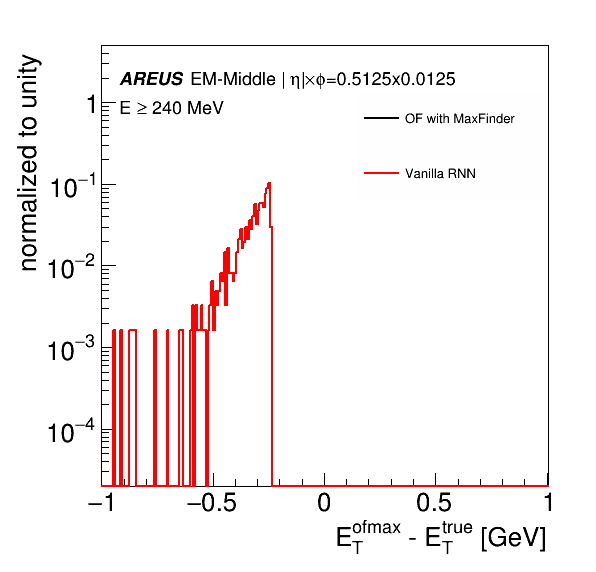 AREUS EM-Middle | η|×ϕ=0.5125x0.0125
E ≥ 240 MeV
OF with MaxFinder
Vanilla RNN
normalized to unity
1
10⁻¹
10⁻²
10⁻³
10⁻⁴
−1 −0.5 0 0.5 1
E_T^ofmax - E_T^true [GeV]